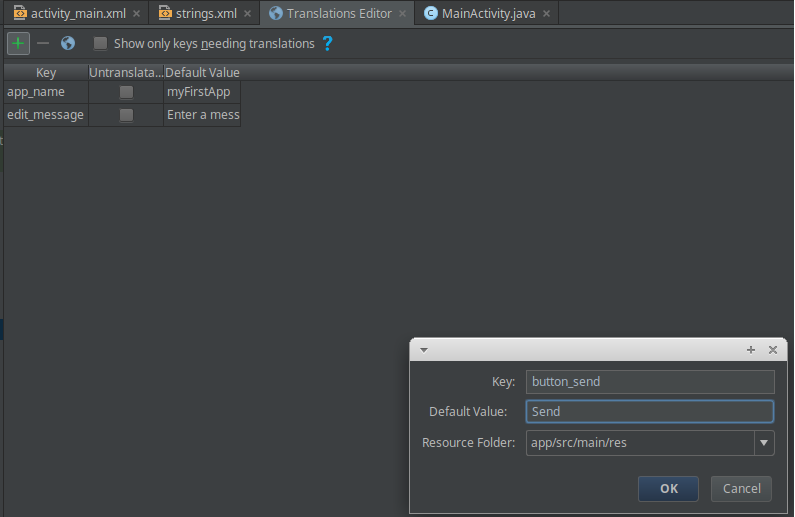 activity_main.xml strings.xml Translations Editor MainActivity.java
Show only keys needing translations ?
Key Untranslata... Default Value
app_name myFirstApp
edit_message Enter a mess
Key: button_send
Default Value: Send
Resource Folder: app/src/main/res
OK Cancel